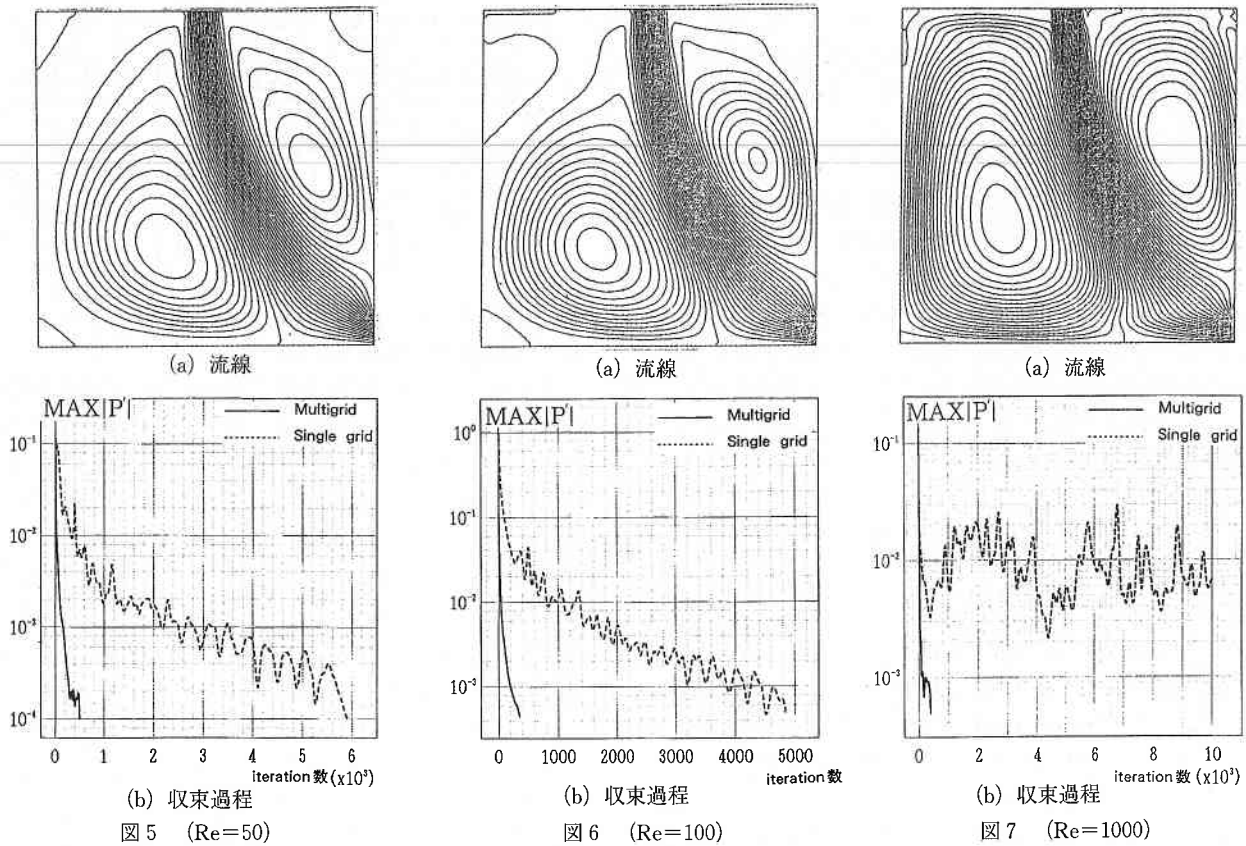 (a) 流線
MAX|P'|
Multigrid
Single grid
10⁻¹
10⁻²
10⁻³
10⁻⁴
0 1 2 3 4 5 6
iteration 数 (x10³)
(b) 収束過程
図5 (Re=50)
(a) 流線
MAX|P'|
Multigrid
Single grid
10⁰
10⁻¹
10⁻²
10⁻³
0 1000 2000 3000 4000 5000
iteration 数
(b) 収束過程
図6 (Re=100)
(a) 流線
MAX|P'|
Multigrid
Single grid
10⁻¹
10⁻²
10⁻³
0 2 4 6 8 10
iteration 数 (x10³)
(b) 収束過程
図7 (Re=1000)